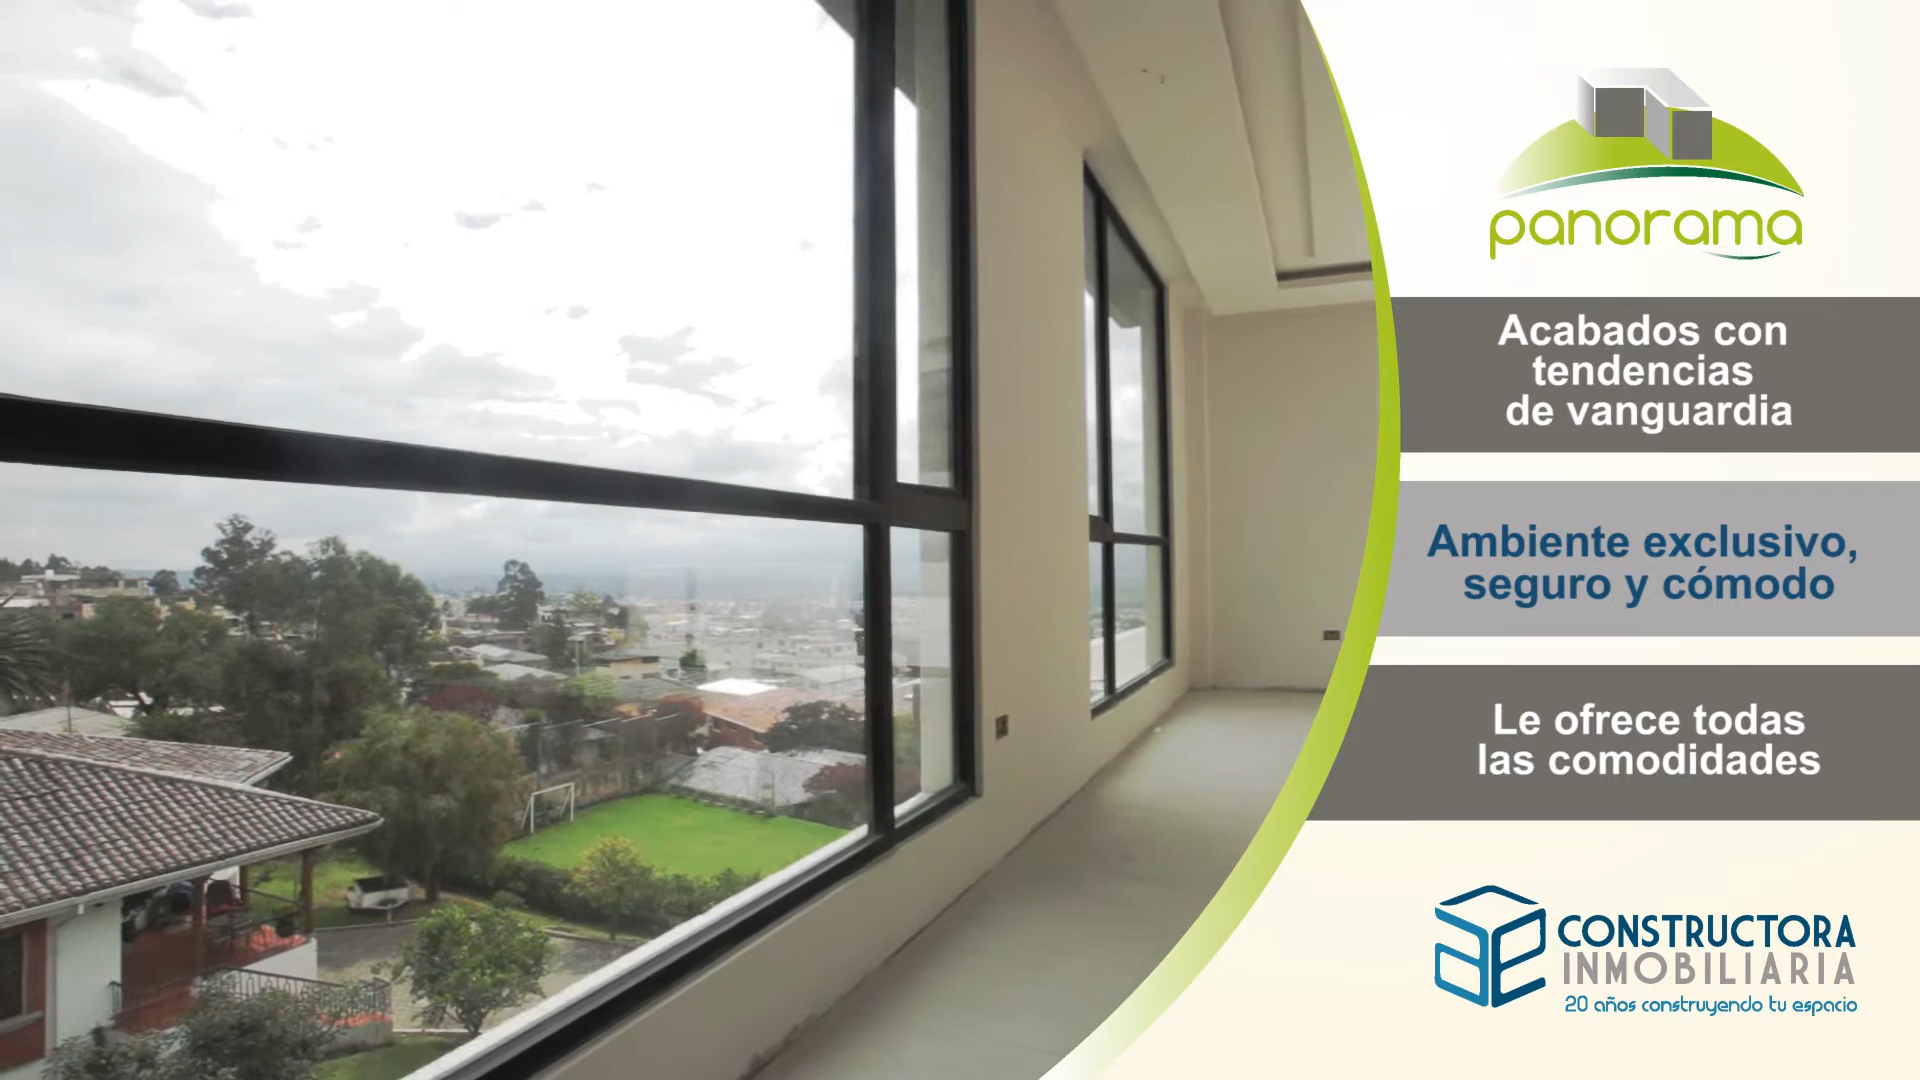 panorama
Acabados con
tendencias
de vanguardia
Ambiente exclusivo,
seguro y cómodo
Le ofrece todas
las comodidades
CONSTRUCTORA
INMOBILIARIA
20 años construyendo tu espacio